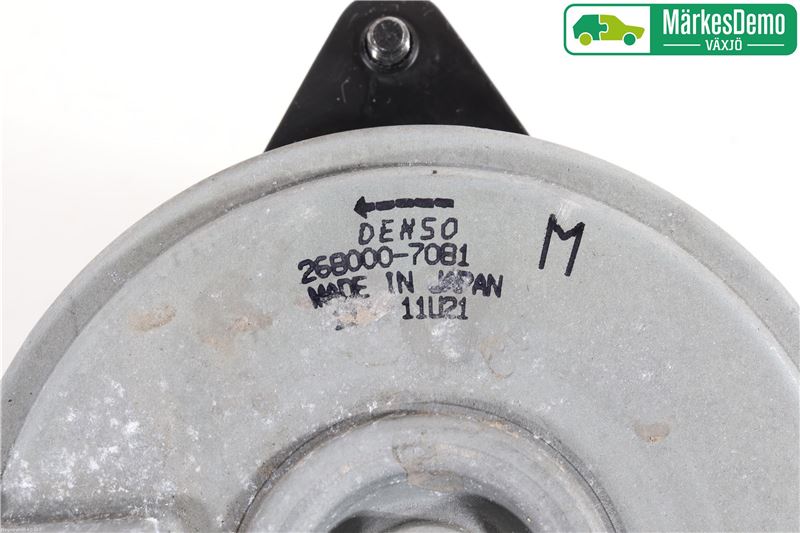 MärkesDemo
VÄXJÖ
DENSO
268000-7081
MADE IN JAPAN
11U21
M